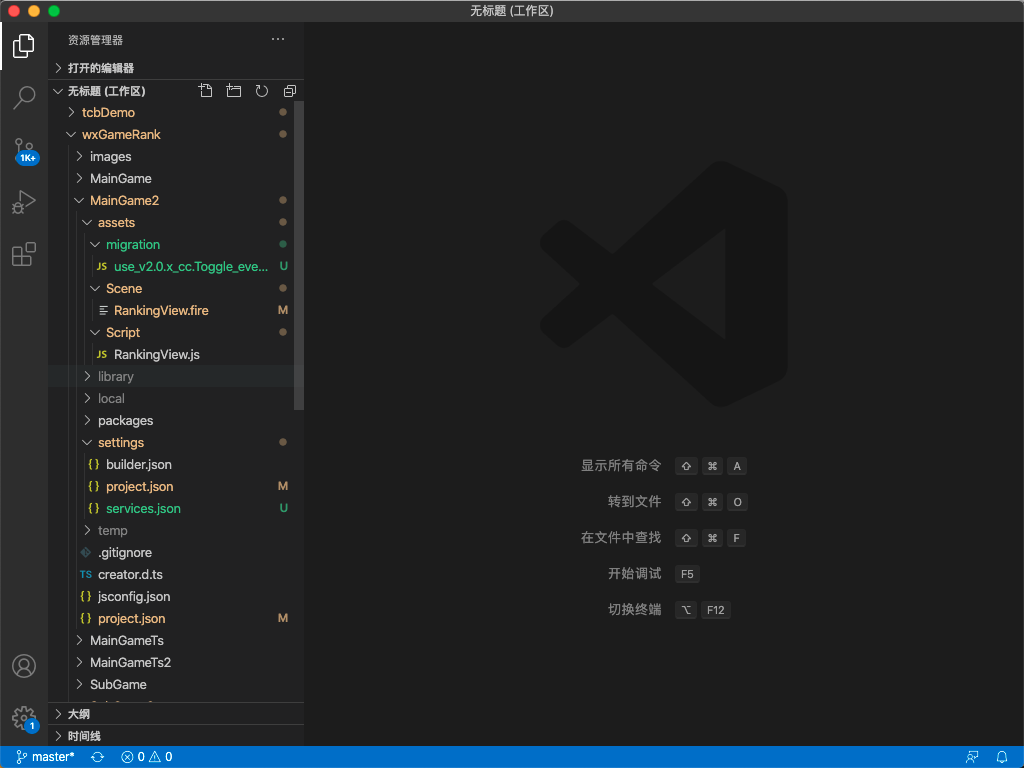 无标题 (工作区)
资源管理器
打开的编辑器
无标题 (工作区)
tcbDemo
wxGameRank
images
MainGame
MainGame2
assets
migration
JS use_v2.0.x_cc.Toggle_eve... U
Scene
RankingView.fire M
Script
JS RankingView.js
library
local
packages
settings
{} builder.json
{} project.json M
{} services.json U
temp
.gitignore
TS creator.d.ts
{} jsconfig.json
{} project.json M
MainGameTs
MainGameTs2
SubGame
大纲
时间线
1K+
1
显示所有命令 ⇧ ⌘ A
转到文件 ⇧ ⌘ O
在文件中查找 ⇧ ⌘ F
开始调试 F5
切换终端 ⌥ F12
master* 0 0